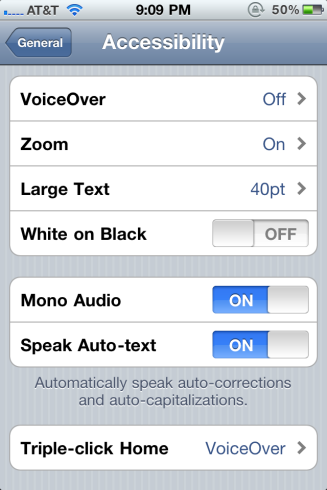 AT&T 9:09 PM 50%
General Accessibility
VoiceOver Off
Zoom On
Large Text 40pt
White on Black OFF
Mono Audio ON
Speak Auto-text ON
Automatically speak auto-corrections
and auto-capitalizations.
Triple-click Home VoiceOver